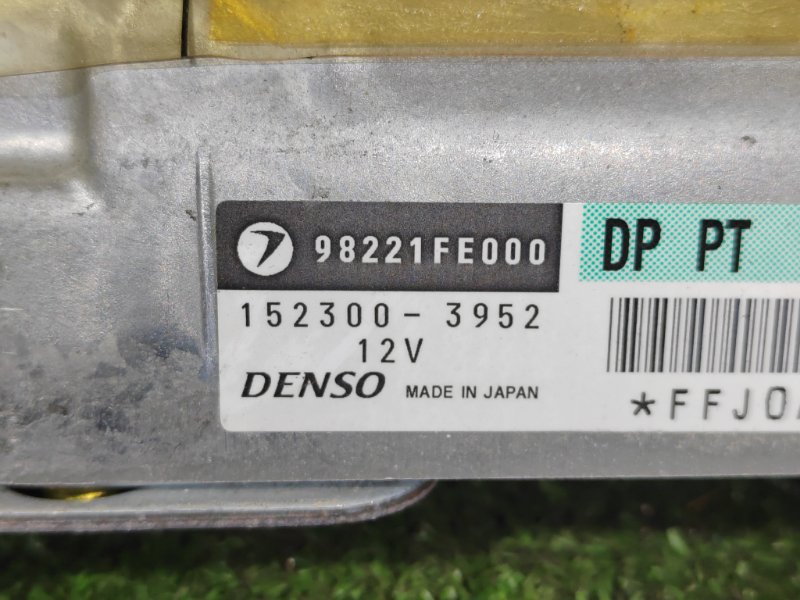 98221FE000
DP PT
152300-3952
12V
DENSO MADE IN JAPAN
*FFJ0